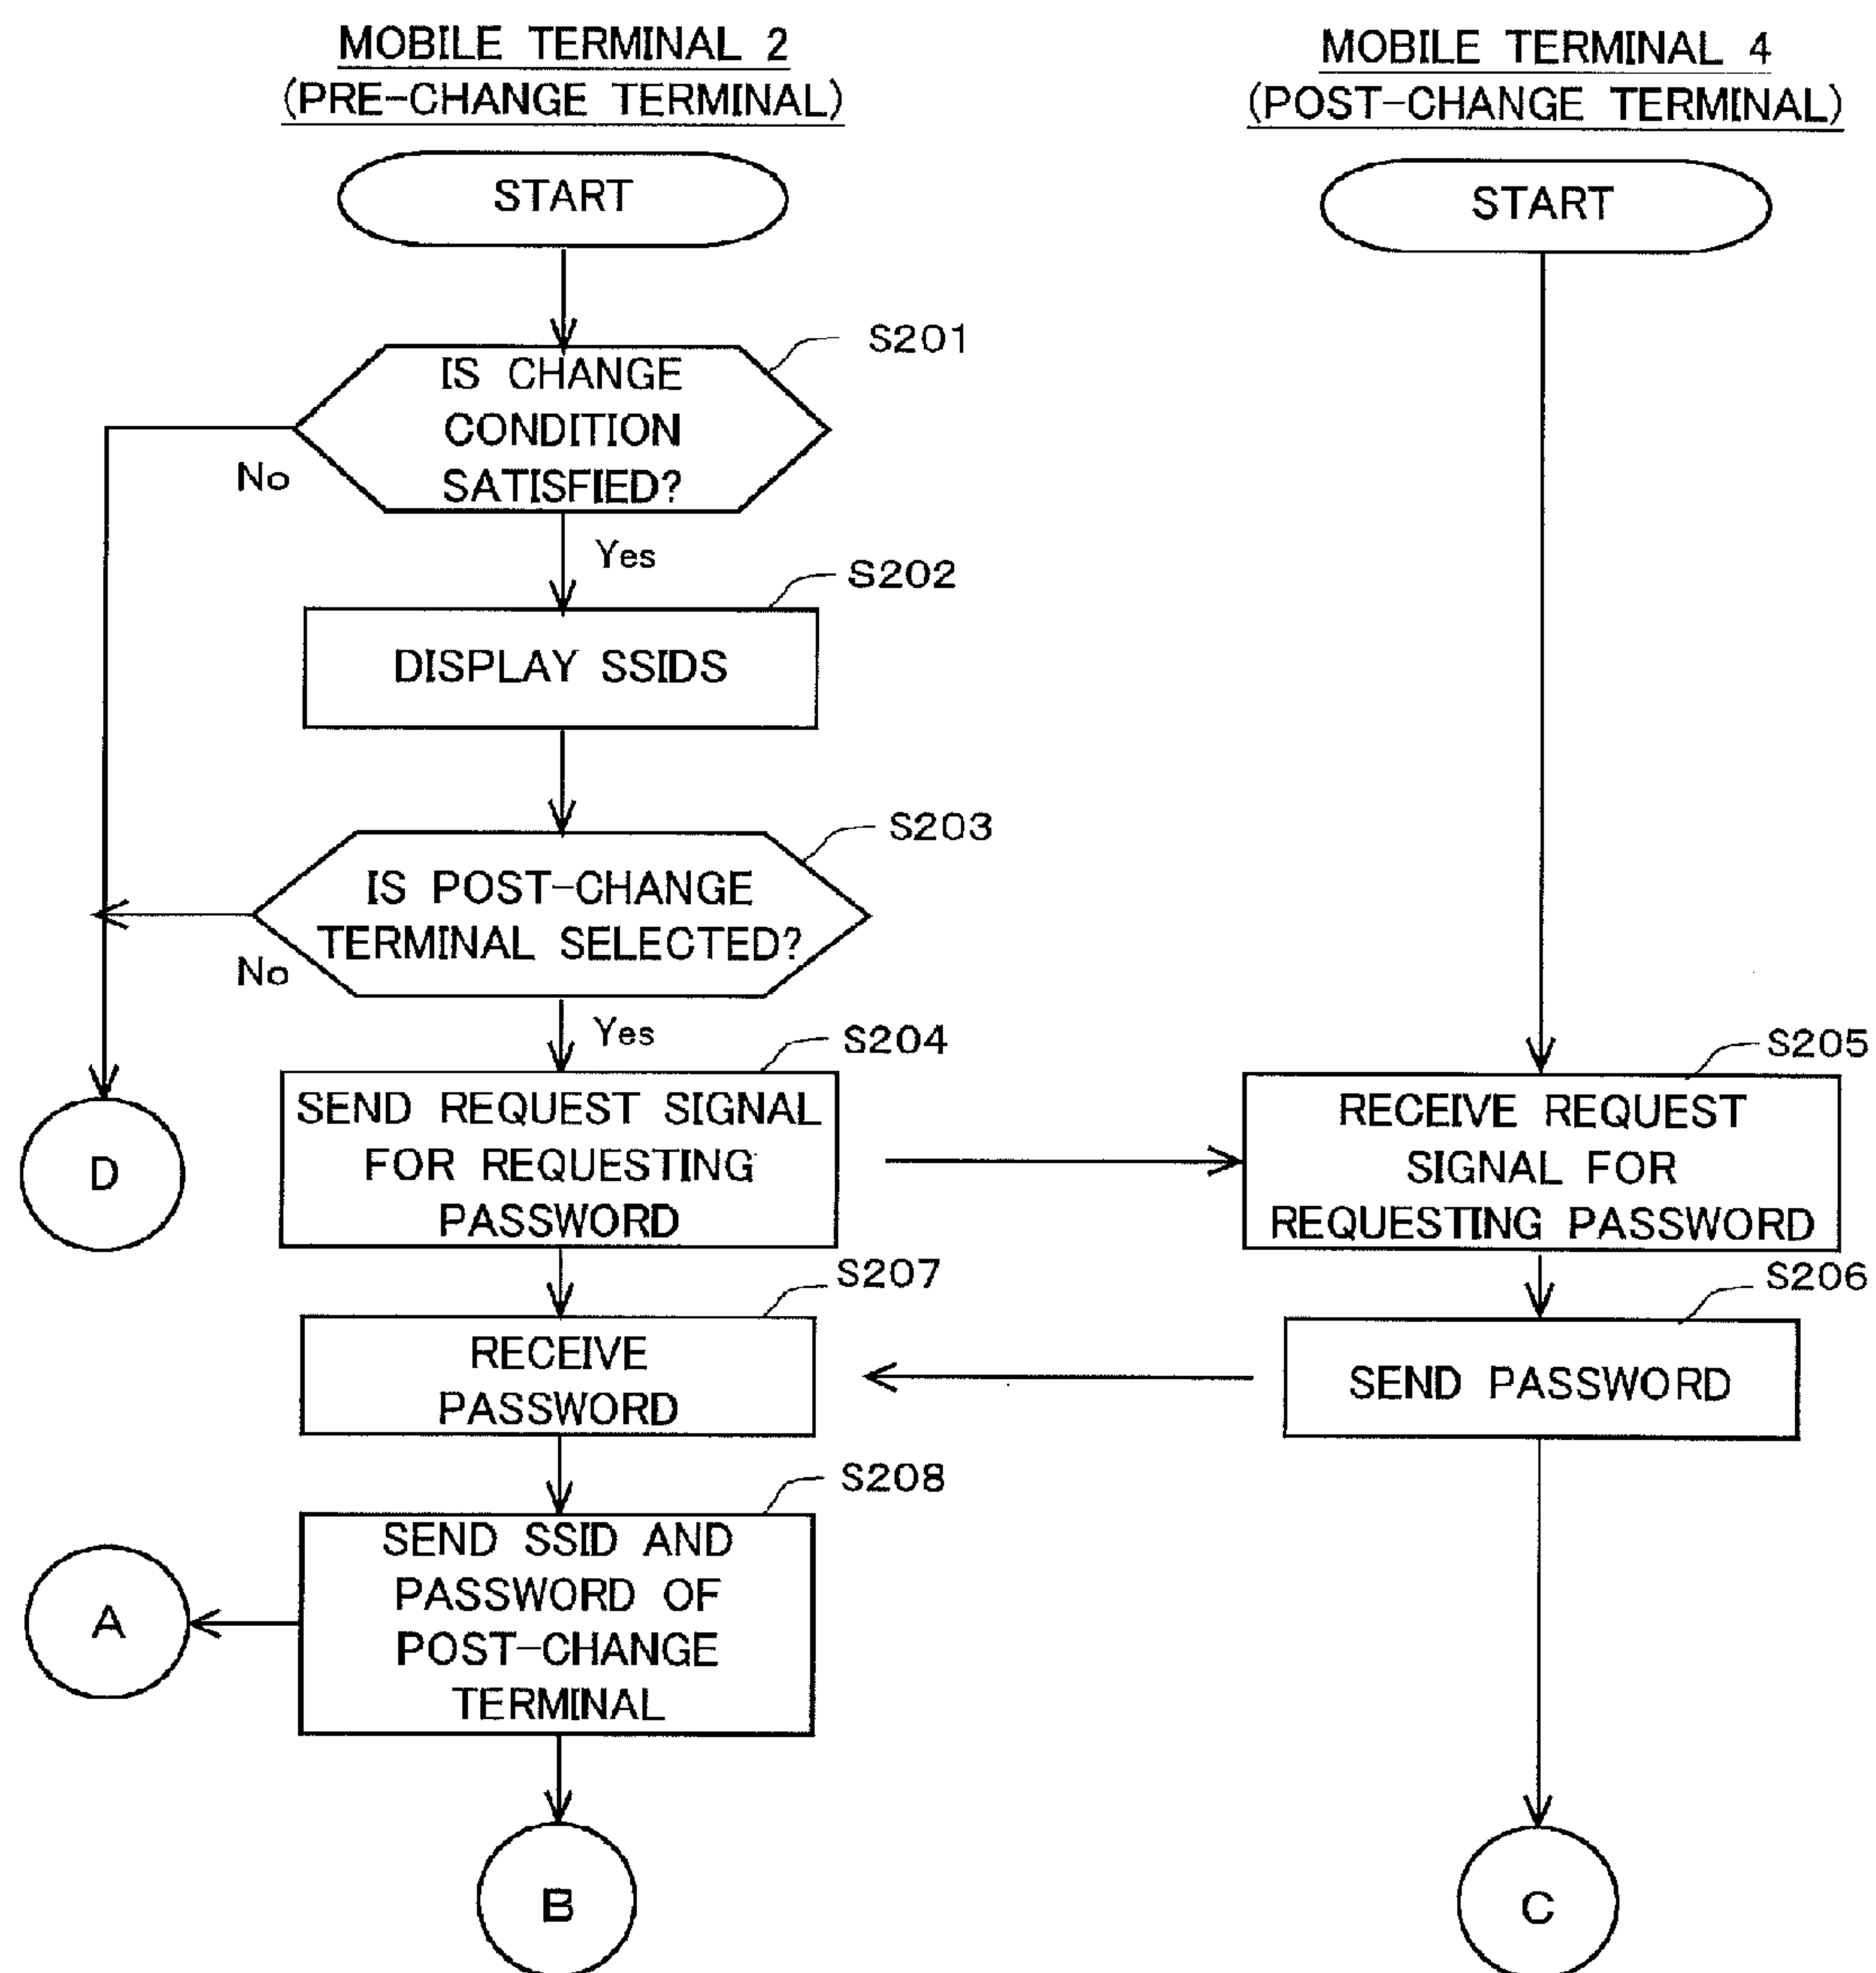 MOBILE TERMINAL 2
(PRE-CHANGE TERMINAL)
START
S201
IS CHANGE
CONDITION
SATISFIED?
No
Yes
S202
DISPLAY SSIDS
S203
IS POST-CHANGE
TERMINAL SELECTED?
No
Yes
S204
SEND REQUEST SIGNAL
FOR REQUESTING
PASSWORD
D
S207
RECEIVE
PASSWORD
S208
SEND SSID AND
PASSWORD OF
POST-CHANGE
TERMINAL
A
B
MOBILE TERMINAL 4
(POST-CHANGE TERMINAL)
START
S205
RECEIVE REQUEST
SIGNAL FOR
REQUESTING PASSWORD
S206
SEND PASSWORD
C